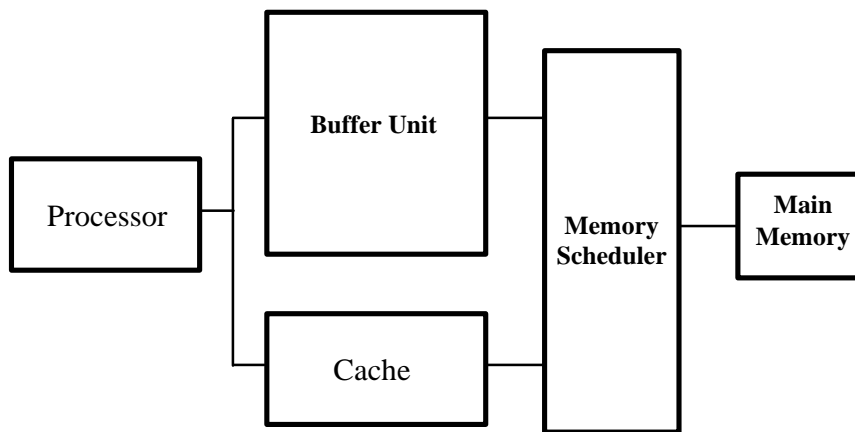 Buffer Unit
Processor
Memory
Scheduler
Main
Memory
Cache